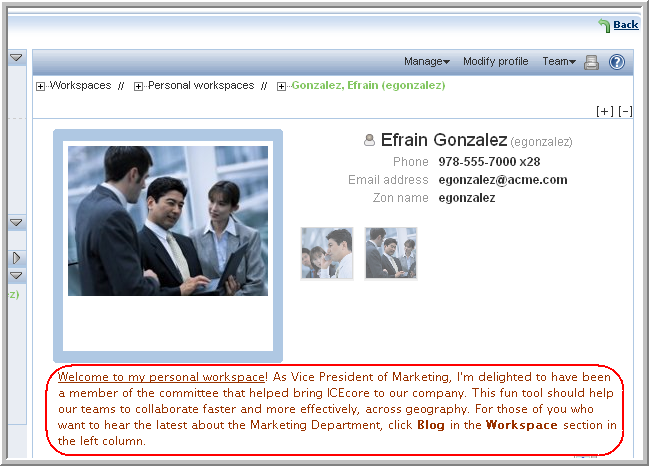 Back
Manage Modify profile Team
Workspaces // Personal workspaces // Gonzalez, Efrain (egonzalez)
[+] [−]
Efrain Gonzalez (egonzalez)
Phone 978-555-7000 x28
Email address egonzalez@acme.com
Zon name egonzalez
ez)
Welcome to my personal workspace! As Vice President of Marketing, I'm delighted to have been
a member of the committee that helped bring ICEcore to our company. This fun tool should help
our teams to collaborate faster and more effectively, across geography. For those of you who
want to hear the latest about the Marketing Department, click Blog in the Workspace section in
the left column.